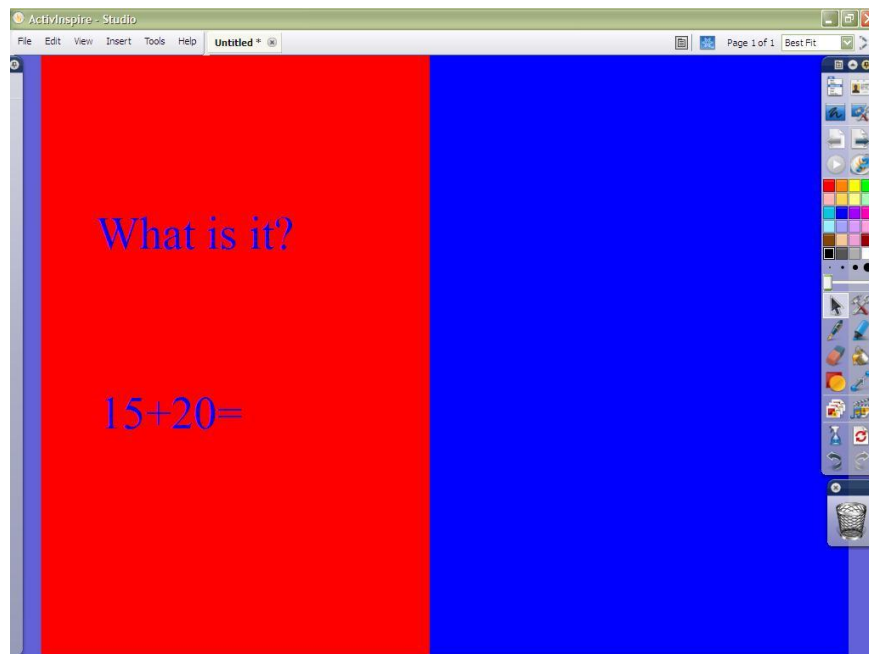 ActivInspire - Studio
File Edit View Insert Tools Help Untitled * Page 1 of 1 Best Fit
What is it?
15+20=